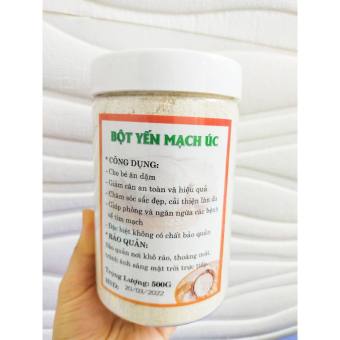 BỘT YẾN MẠCH ÚC
* CÔNG DỤNG:
- Cho bé ăn dặm
- Giảm cân an toàn và hiệu quả
- Chăm sóc sắc đẹp, cải thiện làn da
- Giúp phòng và ngăn ngừa các bệnh
về tim mạch
- Đặc biệt không có chất bảo quản
* BẢO QUẢN:
Bảo quản nơi khô ráo, thoáng mát,
tránh ánh sáng mặt trời trực tiếp
Trọng Lượng: 500G
HSD: 20/03/2022